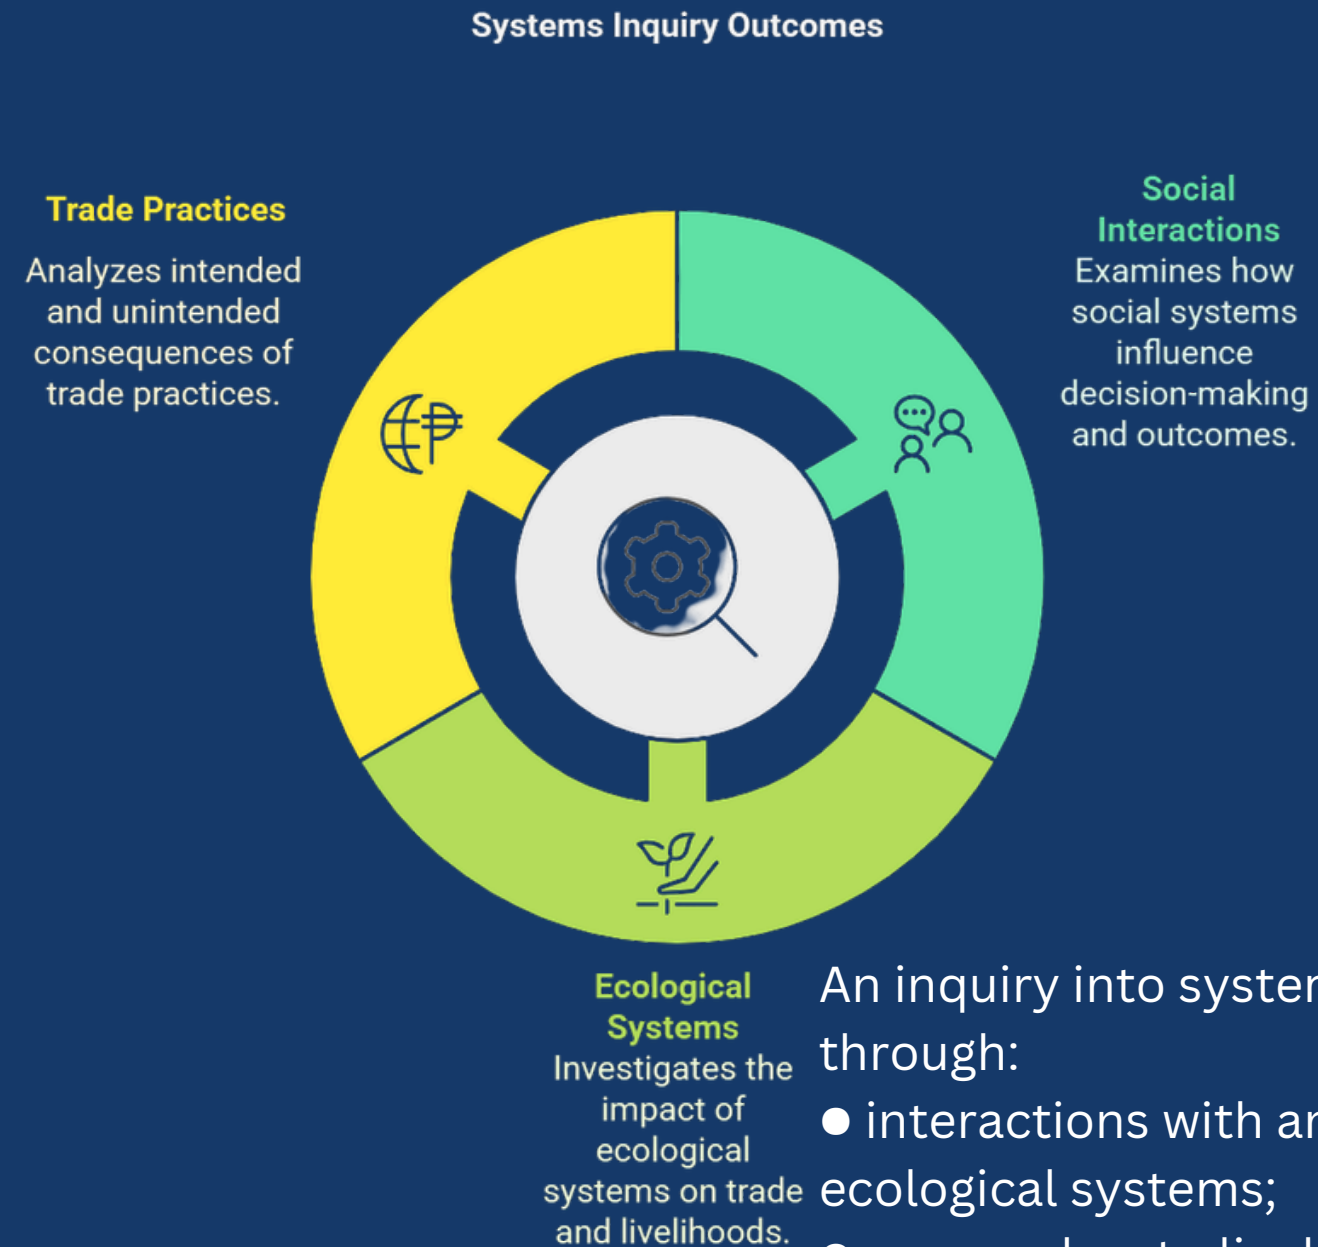 Systems Inquiry Outcomes
Trade Practices
Analyzes intended
and unintended
consequences of
trade practices.
Social
Interactions
Examines how
social systems
influence
decision-making
and outcomes.
Ecological
Systems
Investigates the
impact of
ecological
systems on trade
and livelihoods.
An inquiry into
through:
● interactions with
ecological systems;